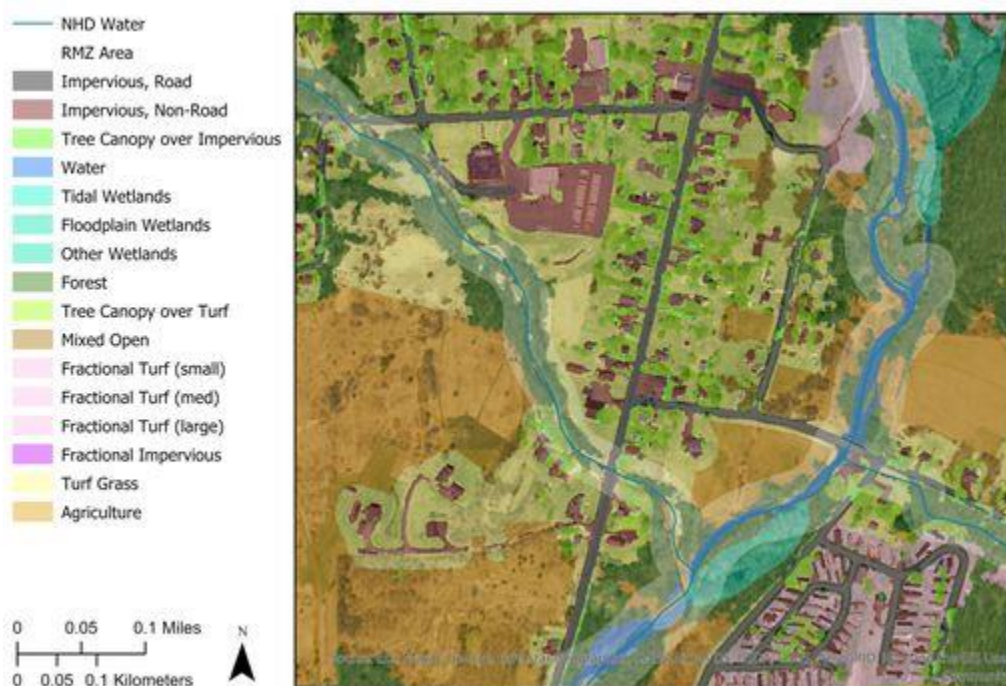 NHD Water
RMZ Area
Impervious, Road
Impervious, Non-Road
Tree Canopy over Impervious
Water
Tidal Wetlands
Floodplain Wetlands
Other Wetlands
Forest
Tree Canopy over Turf
Mixed Open
Fractional Turf (small)
Fractional Turf (med)
Fractional Turf (large)
Fractional Impervious
Turf Grass
Agriculture
0 0.05 0.1 Miles
N
0 0.05 0.1 Kilometers